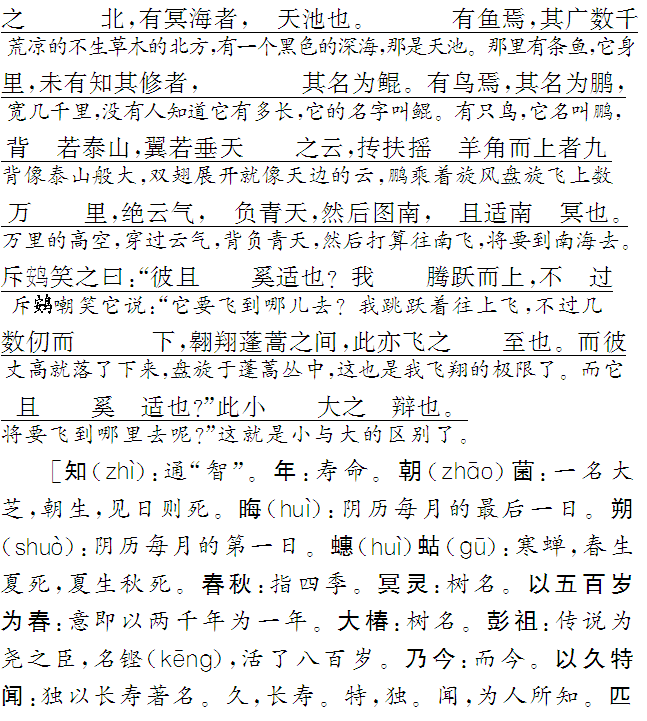 之 北,有冥海者, 天池也。 有鱼焉,其广数千
荒凉的不生草木的北方,有一个黑色的深海,那是天池。那里有条鱼,它身
里,未有知其修者, 其名为鲲。有鸟焉,其名为鹏,
宽几千里,没有人知道它有多长,它的名字叫鲲。有只鸟,它名叫鹏,
背 若泰山,翼若垂天 之云,抟扶摇 羊角而上者九
背像泰山般大,双翅展开就像天边的云,鹏乘着旋风盘旋飞上数
万 里,绝云气, 负青天,然后图南, 且适南 冥也。
万里的高空,穿过云气,背负青天,然后打算往南飞,将要到南海去。
斥鴳笑之曰:“彼且 奚适也?我 腾跃而上,不 过
斥鴳嘲笑它说:“它要飞到哪儿去?我跳跃着往上飞,不过几
数仞而 下,翱翔蓬蒿之间,此亦飞之 至也。而彼
丈高就落了下来,盘旋于蓬蒿丛中,这也是我飞翔的极限了。而它
且 奚 适也?”此小 大之 辩也。
将要飞到哪里去呢?”这就是小与大的区别了。
[知(zhì):通“智”。年:寿命。朝(zhāo)菌:一名大
芝,朝生,见日则死。晦(huì):阴历每月的最后一日。朔
(shuò):阴历每月的第一日。蟪(huì)蛄(gū):寒蝉,春生
夏死,夏生秋死。春秋:指四季。冥灵:树名。以五百岁
为春:意即以两千年为一年。大椿:树名。彭祖:传说为
尧之臣,名铿(kēng),活了八百岁。乃今:而今。以久特
闻:独以长寿著名。久,长寿。特,独。闻,为人所知。匹